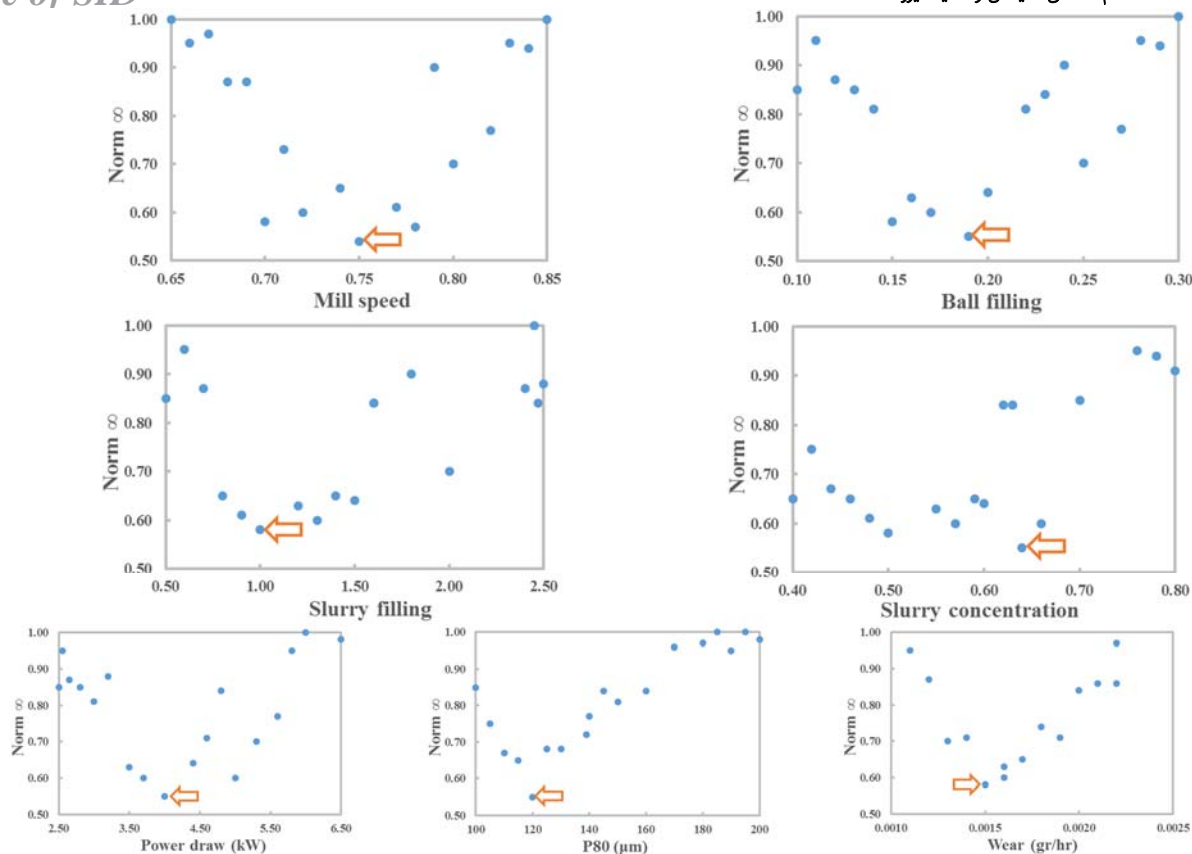 of SID
Norm ∞
1.00
0.90
0.80
0.70
0.60
0.50
0.65 0.70 0.75 0.80 0.85
Mill speed
Norm ∞
1.00
0.90
0.80
0.70
0.60
0.50
0.10 0.15 0.20 0.25 0.30
Ball filling
Norm ∞
1.00
0.90
0.80
0.70
0.60
0.50
0.50 1.00 1.50 2.00 2.50
Slurry filling
Norm ∞
1.00
0.90
0.80
0.70
0.60
0.50
0.40 0.50 0.60 0.70 0.80
Slurry concentration
Norm ∞
1.00
0.90
0.80
0.70
0.60
0.50
2.50 3.50 4.50 5.50 6.50
Power draw (kW)
Norm ∞
1.00
0.90
0.80
0.70
0.60
0.50
100 120 140 160 180 200
P80 (µm)
Norm ∞
1.00
0.90
0.80
0.70
0.60
0.50
0.0010 0.0015 0.0020 0.0025
Wear (gr/hr)